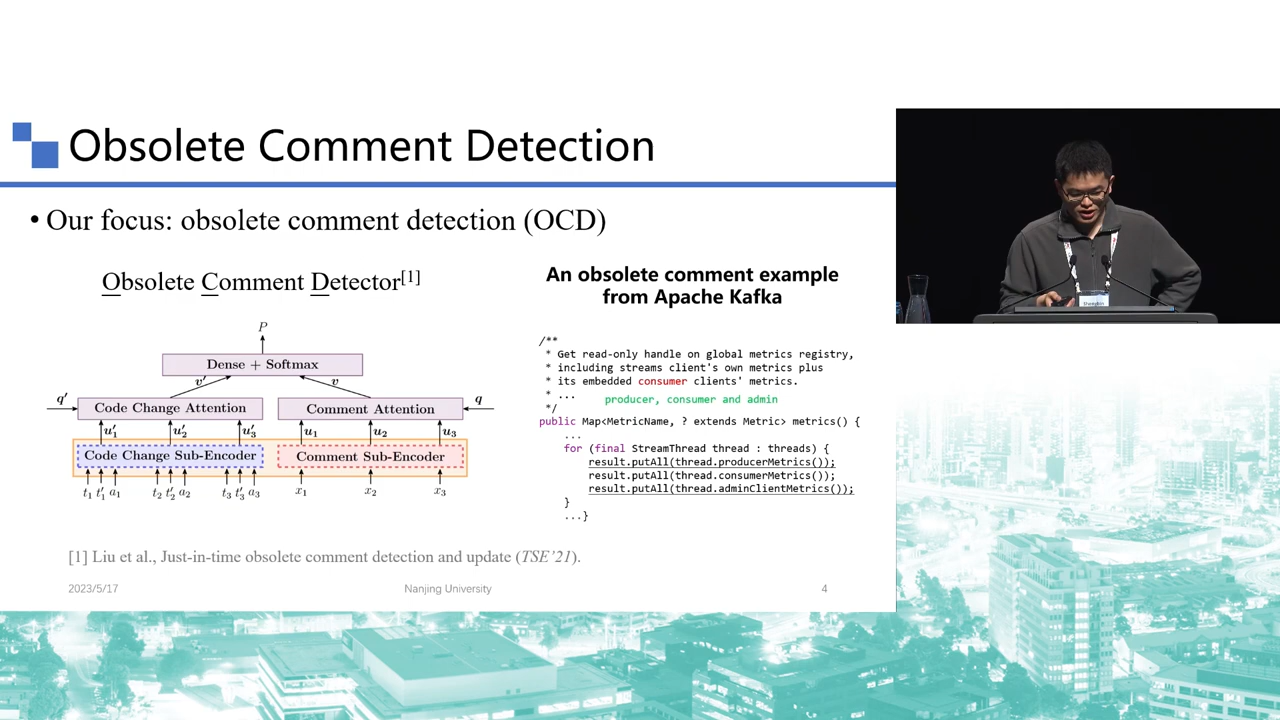 Obsolete Comment Detection
• Our focus: obsolete comment detection (OCD)
Obsolete Comment Detector[1]
P
Dense + Softmax
v′ v
q′ Code Change Attention Comment Attention q
u′1 u′2 u′3 u1 u2 u3
Code Change Sub-Encoder Comment Sub-Encoder
t1 t′1 a1 t2 t′2 a2 t3 t′3 a3 x1 x2 x3
An obsolete comment example
from Apache Kafka
/**
* Get read-only handle on global metrics registry,
* including streams client's own metrics plus
* its embedded consumer clients' metrics.
* ... producer, consumer and admin
*/
public Map<MetricName, ? extends Metric> metrics() {
...
for (final StreamThread thread : threads) {
result.putAll(thread.producerMetrics());
result.putAll(thread.consumerMetrics());
result.putAll(thread.adminClientMetrics());
}
...}
[1] Liu et al., Just-in-time obsolete comment detection and update (TSE’21).
2023/5/17 Nanjing University 4